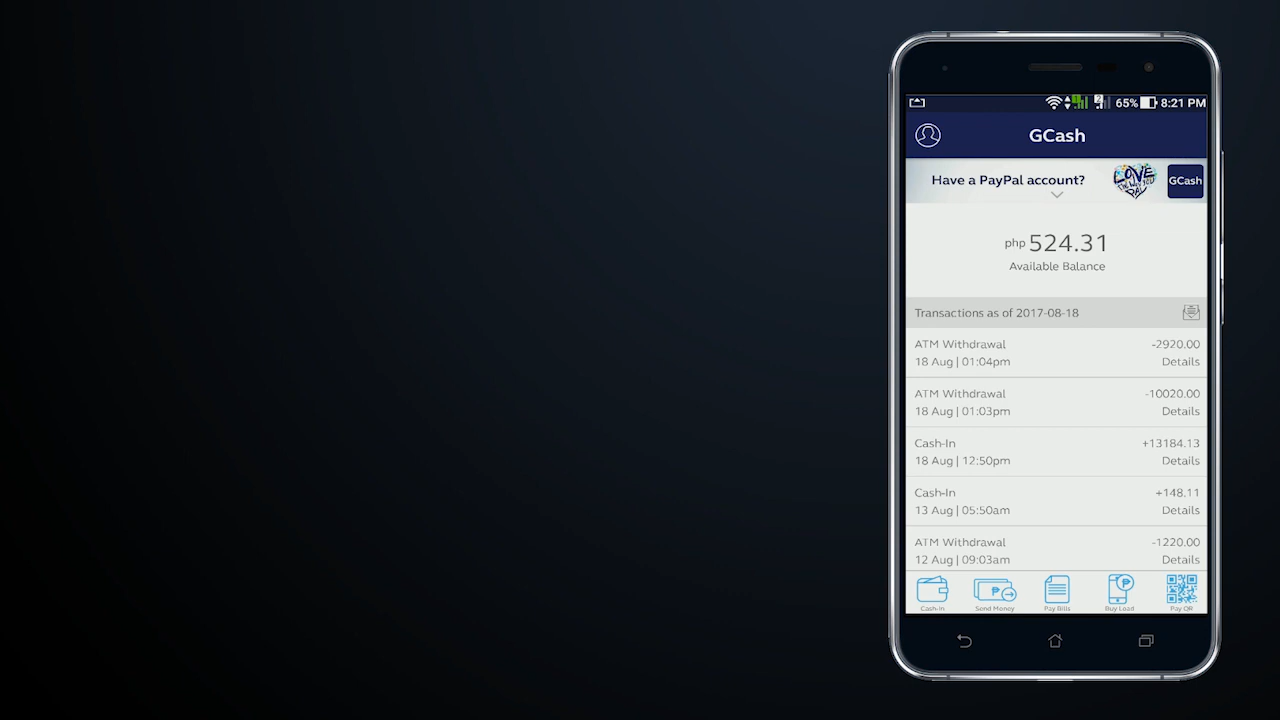 65% 8:21 PM
GCash
Have a PayPal account?
LOVE
GCash
php 524.31
Available Balance
Transactions as of 2017-08-18
ATM Withdrawal -2920.00
18 Aug | 01:04pm Details
ATM Withdrawal -10020.00
18 Aug | 01:03pm Details
Cash-In +13184.13
18 Aug | 12:50pm Details
Cash-In +148.11
13 Aug | 05:50am Details
ATM Withdrawal -1220.00
12 Aug | 09:03am Details
Cash-In Send Money Pay Bills Buy Load Pay QR